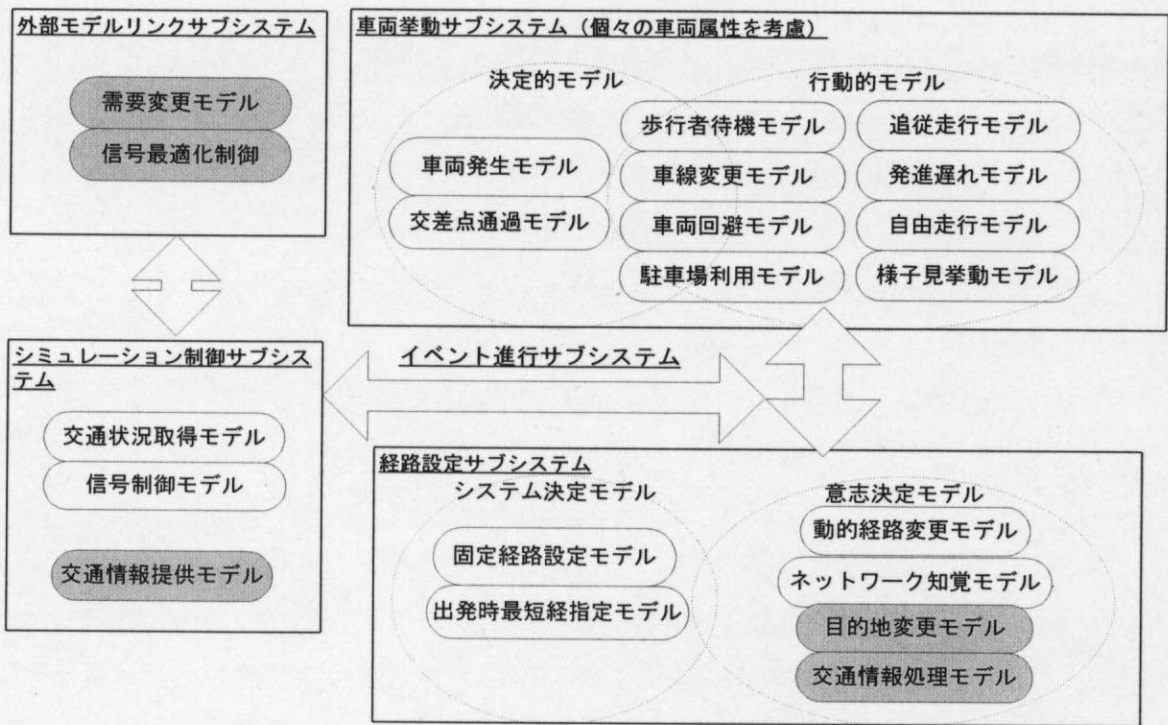 外部モデルリンクサブシステム
需要変更モデル
信号最適化制御
車両挙動サブシステム（個々の車両属性を考慮）
決定的モデル
行動的モデル
車両発生モデル
交差点通過モデル
歩行者待機モデル
車線変更モデル
車両回避モデル
駐車場利用モデル
追従走行モデル
発進遅れモデル
自由走行モデル
様子見挙動モデル
シミュレーション制御サブシス
テム
交通状況取得モデル
信号制御モデル
交通情報提供モデル
イベント進行サブシステム
経路設定サブシステム
システム決定モデル
意志決定モデル
固定経路設定モデル
出発時最短経指定モデル
動的経路変更モデル
ネットワーク知覚モデル
目的地変更モデル
交通情報処理モデル